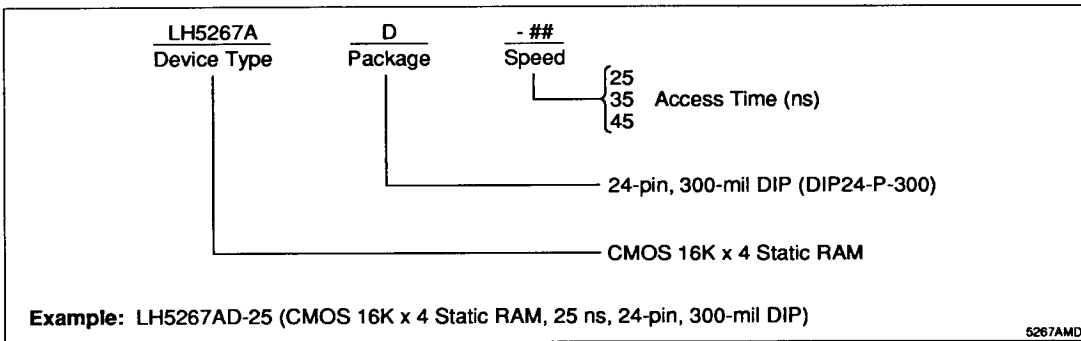 LH5267A D - ##
Device Type Package Speed
25
35 Access Time (ns)
45
24-pin, 300-mil DIP (DIP24-P-300)
CMOS 16K x 4 Static RAM
Example: LH5267AD-25 (CMOS 16K x 4 Static RAM, 25 ns, 24-pin, 300-mil DIP)
5267AMD